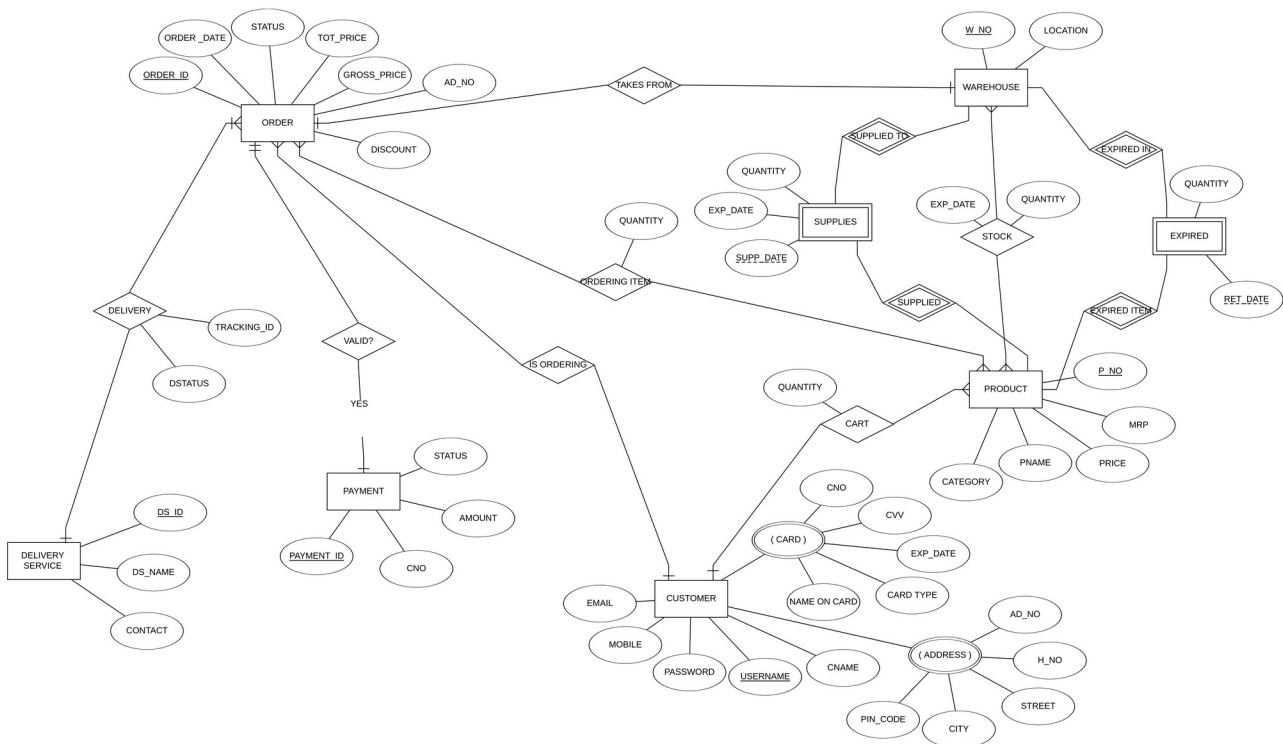 STATUS
ORDER _DATE
TOT_PRICE
ORDER_ID
GROSS_PRICE
AD_NO
ORDER
DISCOUNT
TAKES FROM
W_NO
LOCATION
WAREHOUSE
SUPPLIED TO
EXPIRED IN
QUANTITY
EXP_DATE
SUPP_DATE
SUPPLIES
EXP_DATE
QUANTITY
STOCK
QUANTITY
EXPIRED
RET_DATE
QUANTITY
ORDERING ITEM
SUPPLIED
EXPIRED ITEM
DELIVERY
TRACKING_ID
DSTATUS
VALID?
YES
IS ORDERING
QUANTITY
CART
PRODUCT
P_NO
MRP
PRICE
PNAME
CATEGORY
STATUS
PAYMENT
AMOUNT
PAYMENT_ID
CNO
DS_ID
DELIVERY
SERVICE
DS_NAME
CONTACT
CNO
CVV
( CARD )
EXP_DATE
CARD TYPE
NAME ON CARD
CUSTOMER
EMAIL
MOBILE
PASSWORD
USERNAME
CNAME
AD_NO
( ADDRESS )
H_NO
STREET
CITY
PIN_CODE